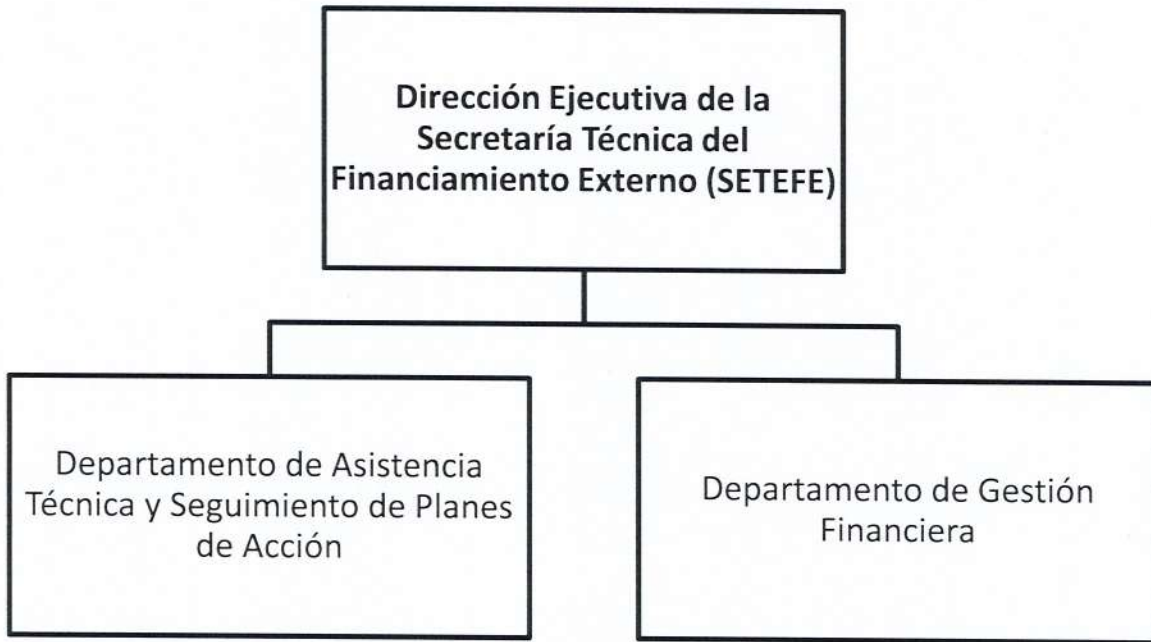 Dirección Ejecutiva de la
Secretaría Técnica del
Financiamiento Externo (SETEFE)
Departamento de Asistencia
Técnica y Seguimiento de Planes
de Acción
Departamento de Gestión
Financiera